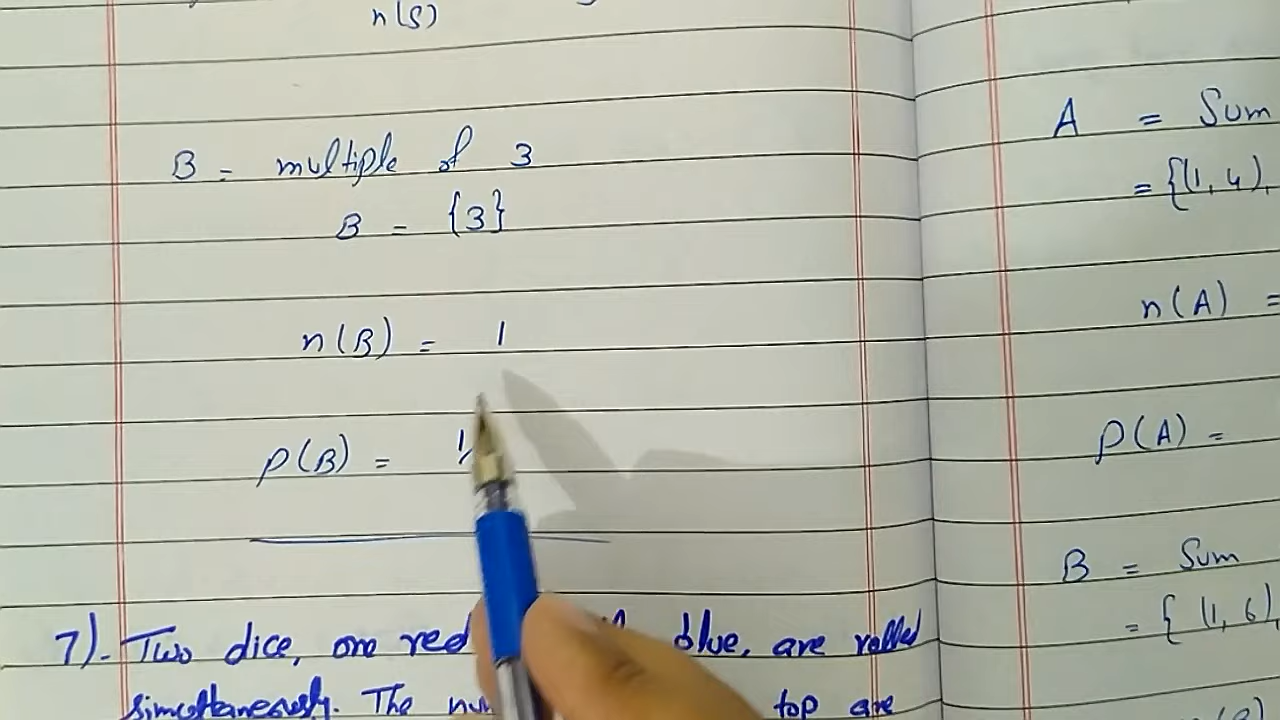 n(S)
B = multiple of 3
B = {3}
n(B) = 1
P(B) =
7). Two dice, one red blue, are rolled
simultaneously. The top are
A = Sum
= {(1,4),
n(A) =
P(A) =
B = Sum
= { (1,6),